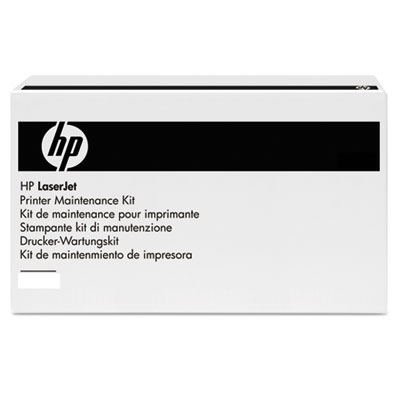 hp
HP LaserJet
Printer Maintenance Kit
Kit de maintenance pour imprimante
Stampante kit di manutenzione
Drucker-Wartungskit
Kit de maintenmiento de impresora